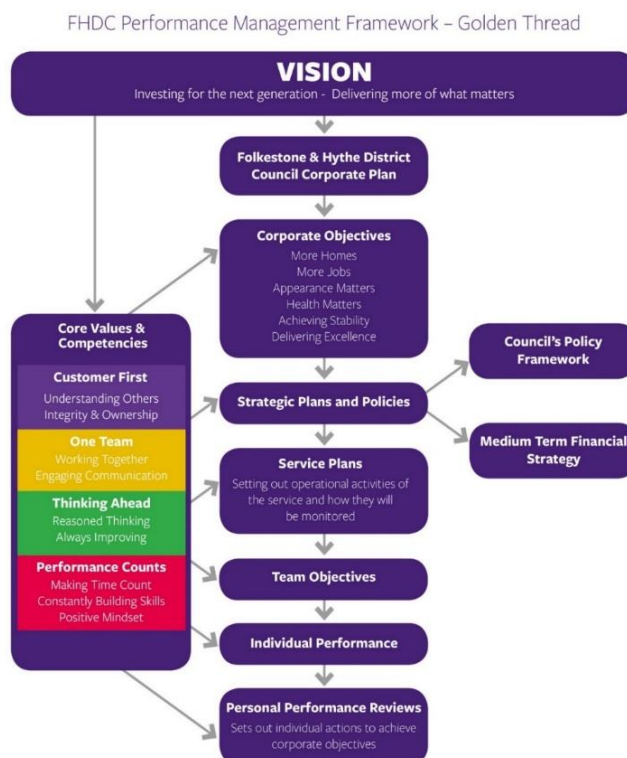 FHDC Performance Management Framework – Golden Thread
VISION
Investing for the next generation - Delivering more of what matters
Folkestone & Hythe District
Council Corporate Plan
Corporate Objectives
More Homes
More Jobs
Appearance Matters
Health Matters
Achieving Stability
Delivering Excellence
Core Values &
Competencies
Customer First
Understanding Others
Integrity & Ownership
One Team
Working Together
Engaging Communication
Thinking Ahead
Reasoned Thinking
Always Improving
Performance Counts
Making Time Count
Constantly Building Skills
Positive Mindset
Strategic Plans and Policies
Council's Policy
Framework
Medium Term Financial
Strategy
Service Plans
Setting out operational activities
of the service and how they will
be monitored
Team Objectives
Individual Performance
Personal Performance Reviews
Sets out individual actions to achieve
corporate objectives